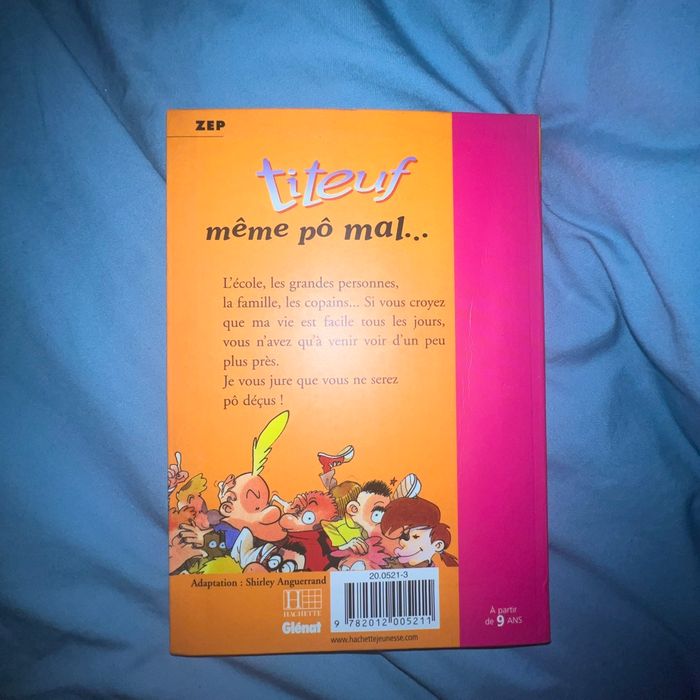 ZEP
titeuf
même pô mal...
L'école, les grandes personnes,
la famille, les copains... Si vous croyez
que ma vie est facile tous les jours,
vous n'avez qu'à venir voir d'un peu
plus près.
Je vous jure que vous ne serez
pô déçus !
Adaptation : Shirley Anguerrand
20.0521-3
H
HACHETTE
Glénat
9 782012 005211
www.hachettejeunesse.com
À partir
de 9 ANS